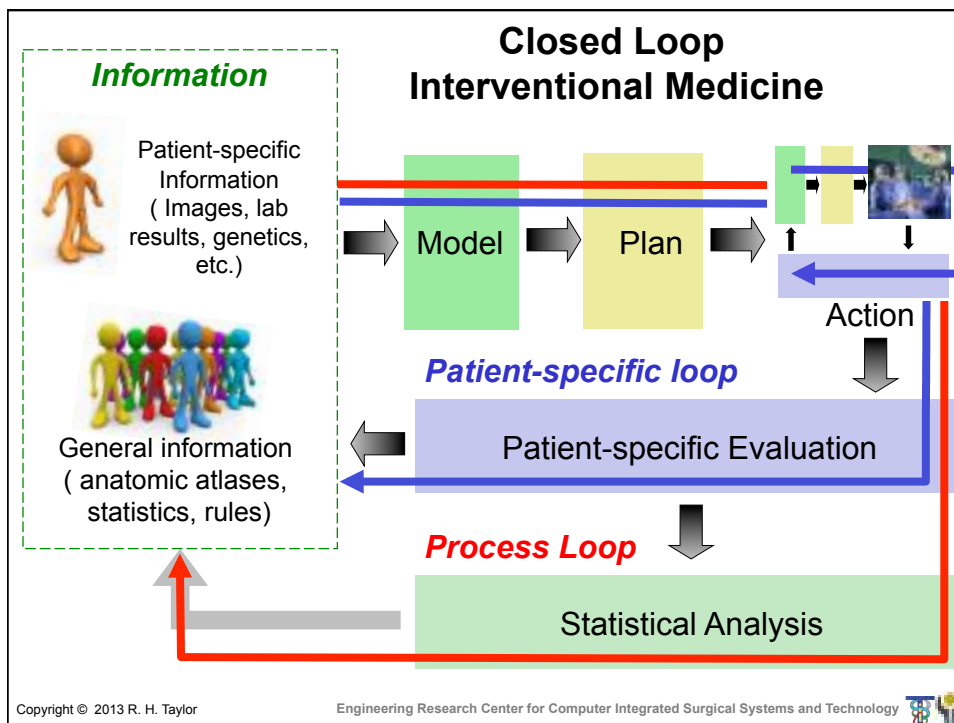 Closed Loop
Interventional Medicine
Information
Patient-specific
Information
( Images, lab
results, genetics,
etc.)
Model
Plan
Action
Patient-specific loop
Patient-specific Evaluation
General information
( anatomic atlases,
statistics, rules)
Process Loop
Statistical Analysis
Copyright © 2013 R. H. Taylor
Engineering Research Center for Computer Integrated Surgical Systems and Technology